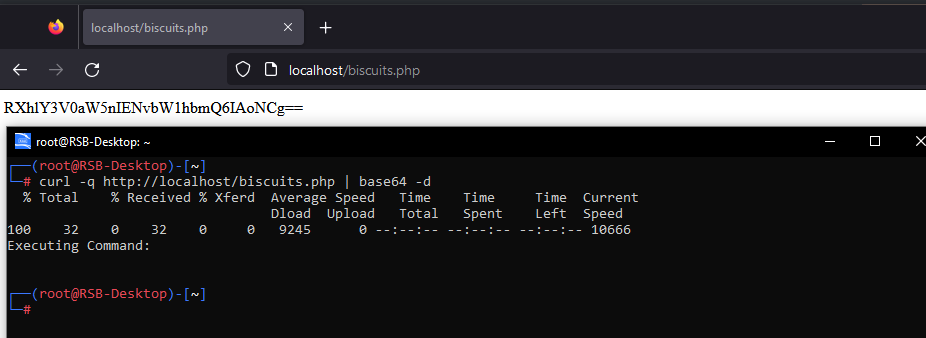 localhost/biscuits.php
localhost/biscuits.php
RXhlY3V0aW5nIENvbW1hbmQ6IAoNCg==
root@RSB-Desktop: ~
┌──(root@RSB-Desktop)-[~]
└─# curl -q http://localhost/biscuits.php | base64 -d
  % Total    % Received % Xferd  Average Speed   Time    Time     Time  Current
                                 Dload  Upload   Total   Spent    Left  Speed
100    32    0    32    0     0   9245      0 --:--:-- --:--:-- --:--:-- 10666
Executing Command:
┌──(root@RSB-Desktop)-[~]
└─#